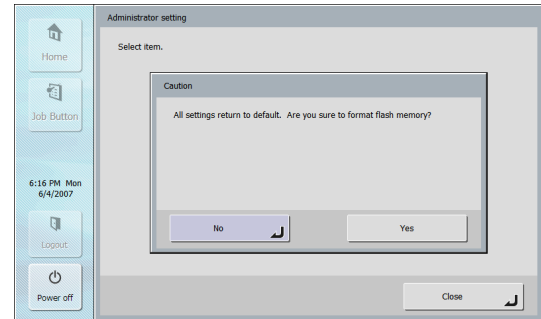 Administrator setting
Home
Select item.
Caution
Job Button
All settings return to default. Are you sure to format flash memory?
6:16 PM Mon
6/4/2007
No
Yes
Logout
Power off
Close